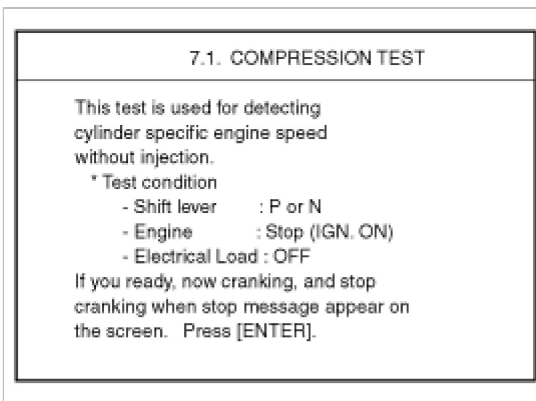 7.1. COMPRESSION TEST
This test is used for detecting
cylinder specific engine speed
without injection.
* Test condition
- Shift lever : P or N
- Engine : Stop (IGN. ON)
- Electrical Load : OFF
If you ready, now cranking, and stop
cranking when stop message appear on
the screen. Press [ENTER].